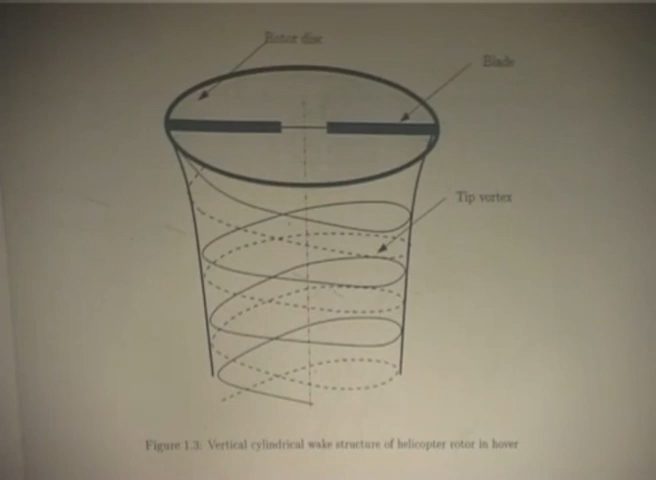 Rotor disc
Blade
Tip vortex
Figure 1.3: Vertical cylindrical wake structure of helicopter rotor in hover